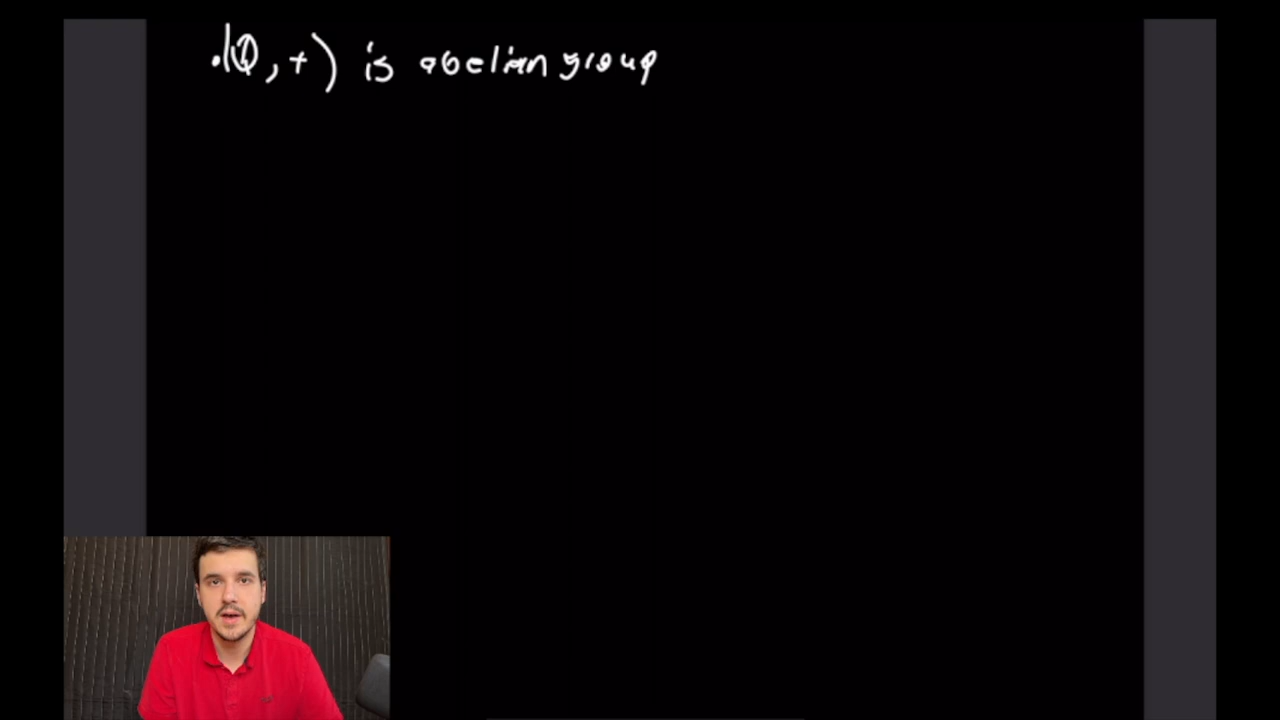 •(ℚ,+) is abelian group